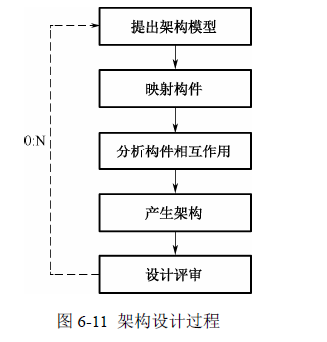 提出架构模型
映射构件
0:N
分析构件相互作用
产生架构
设计评审
图 6-11 架构设计过程